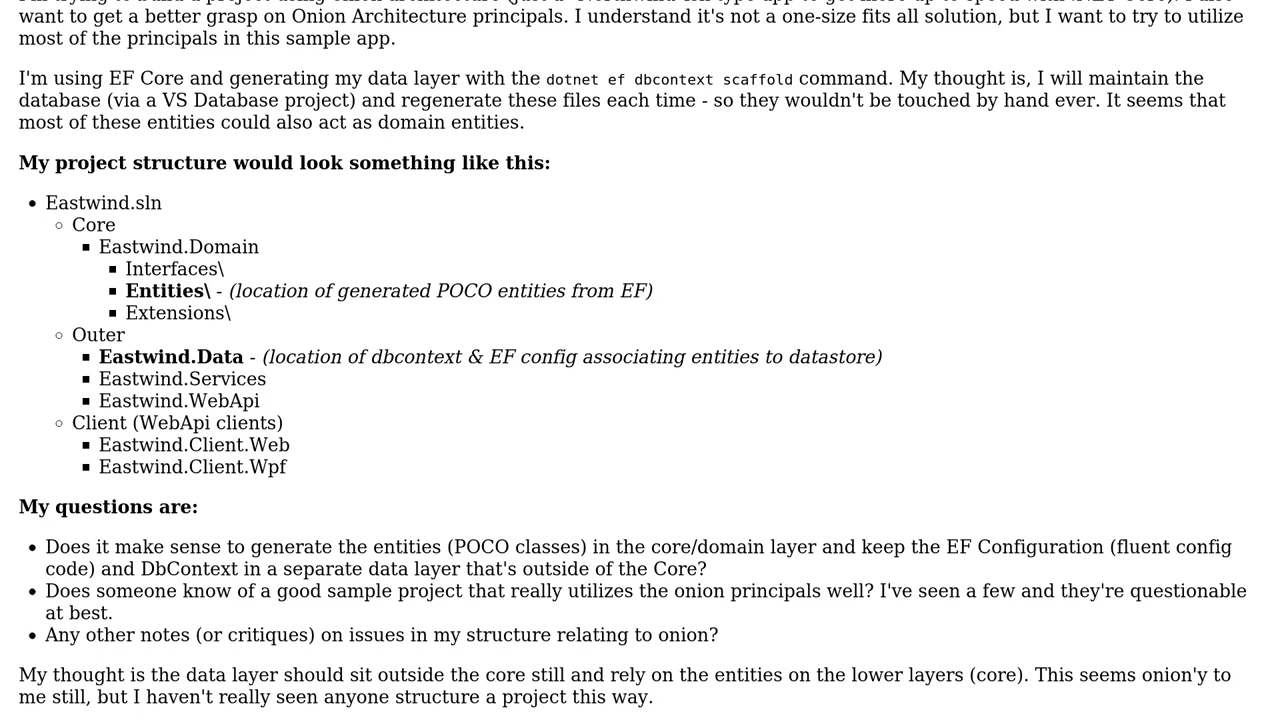 want to get a better grasp on Onion Architecture principals. I understand it's not a one-size fits all solution, but I want to try to utilize
most of the principals in this sample app.
I'm using EF Core and generating my data layer with the dotnet ef dbcontext scaffold command. My thought is, I will maintain the
database (via a VS Database project) and regenerate these files each time - so they wouldn't be touched by hand ever. It seems that
most of these entities could also act as domain entities.
My project structure would look something like this:
Eastwind.sln
Core
Eastwind.Domain
Interfaces\
Entities\ - (location of generated POCO entities from EF)
Extensions\
Outer
Eastwind.Data - (location of dbcontext & EF config associating entities to datastore)
Eastwind.Services
Eastwind.WebApi
Client (WebApi clients)
Eastwind.Client.Web
Eastwind.Client.Wpf
My questions are:
Does it make sense to generate the entities (POCO classes) in the core/domain layer and keep the EF Configuration (fluent config
code) and DbContext in a separate data layer that's outside of the Core?
Does someone know of a good sample project that really utilizes the onion principals well? I've seen a few and they're questionable
at best.
Any other notes (or critiques) on issues in my structure relating to onion?
My thought is the data layer should sit outside the core still and rely on the entities on the lower layers (core). This seems onion'y to
me still, but I haven't really seen anyone structure a project this way.